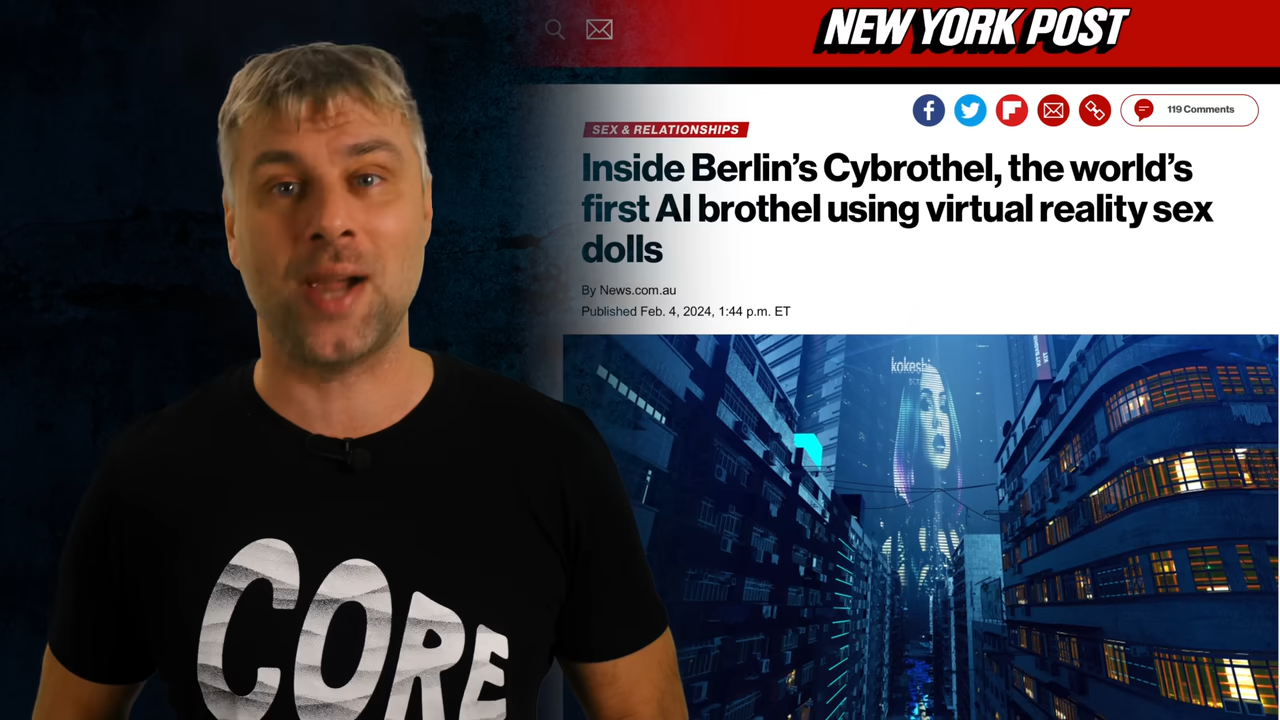 NEW YORK POST
119 Comments
SEX & RELATIONSHIPS
Inside Berlin's Cybrothel, the world's
first AI brothel using virtual reality sex
dolls
By News.com.au
Published Feb. 4, 2024, 1:44 p.m. ET
kokeshi
CORE